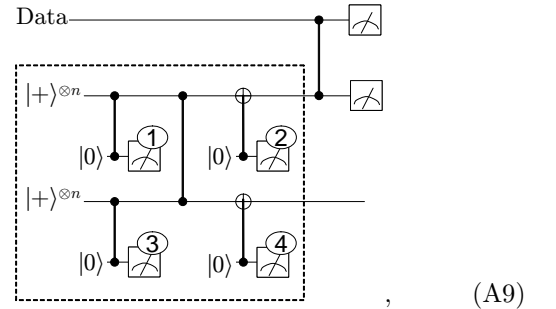 Data
|+⟩⊗n
|0⟩ 1 |0⟩ 2
|+⟩⊗n
|0⟩ 3 |0⟩ 4
, (A9)